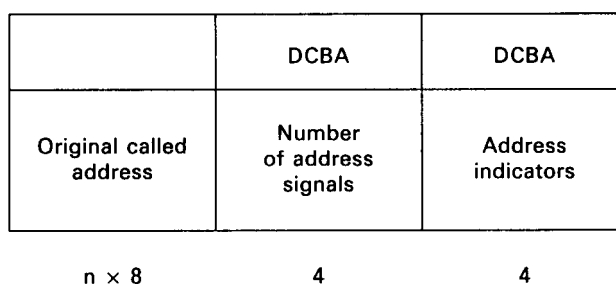 DCBA DCBA
Original called
address
Number
of address
signals
Address
indicators
n × 8 4 4